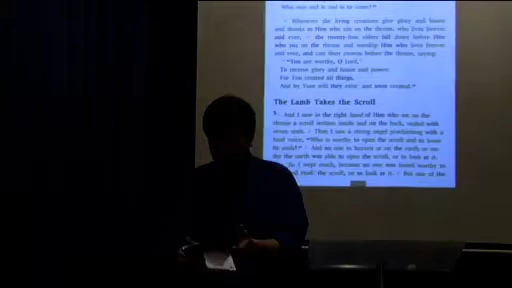 Who was and is and is to come!"
Whenever the living creatures give glory and honor
and thanks to Him who sits on the throne, who lives forever
and ever, the twenty-four elders fall down before Him
who sits on the throne and worship Him who lives forever
and ever, and cast their crowns before the throne, saying:
"You are worthy, O Lord,
To receive glory and honor and power;
For You created all things,
And by Your will they exist and were created."
The Lamb Takes the Scroll
5 And I saw in the right hand of Him who sat on the
throne a scroll written inside and on the back, sealed with
seven seals. Then I saw a strong angel proclaiming with a
loud voice, "Who is worthy to open the scroll and to loose
its seals?" And no one in heaven or on the earth or un-
der the earth was able to open the scroll, or to look at it.
So I wept much, because no one was found worthy to
read the scroll, or to look at it. But one of the